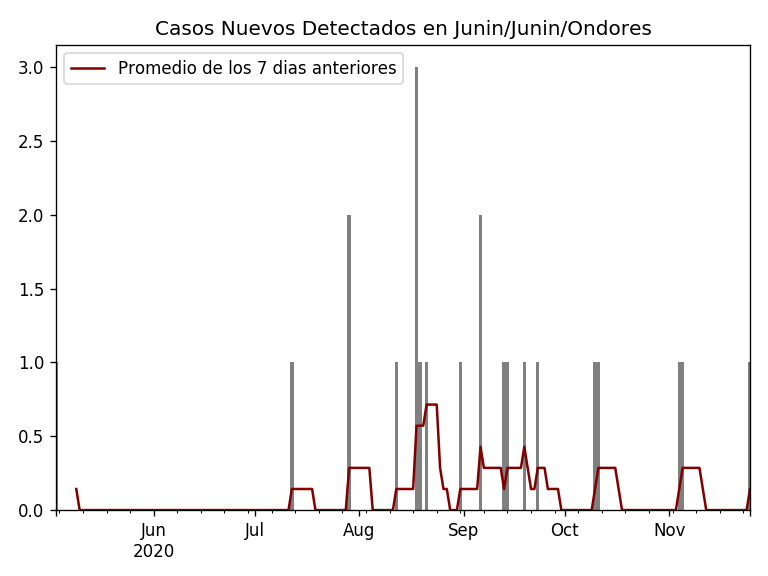 Casos Nuevos Detectados en Junin/Junin/Ondores
Promedio de los 7 dias anteriores
3.0
2.5
2.0
1.5
1.0
0.5
0.0
Jun Jul Aug Sep Oct Nov
2020